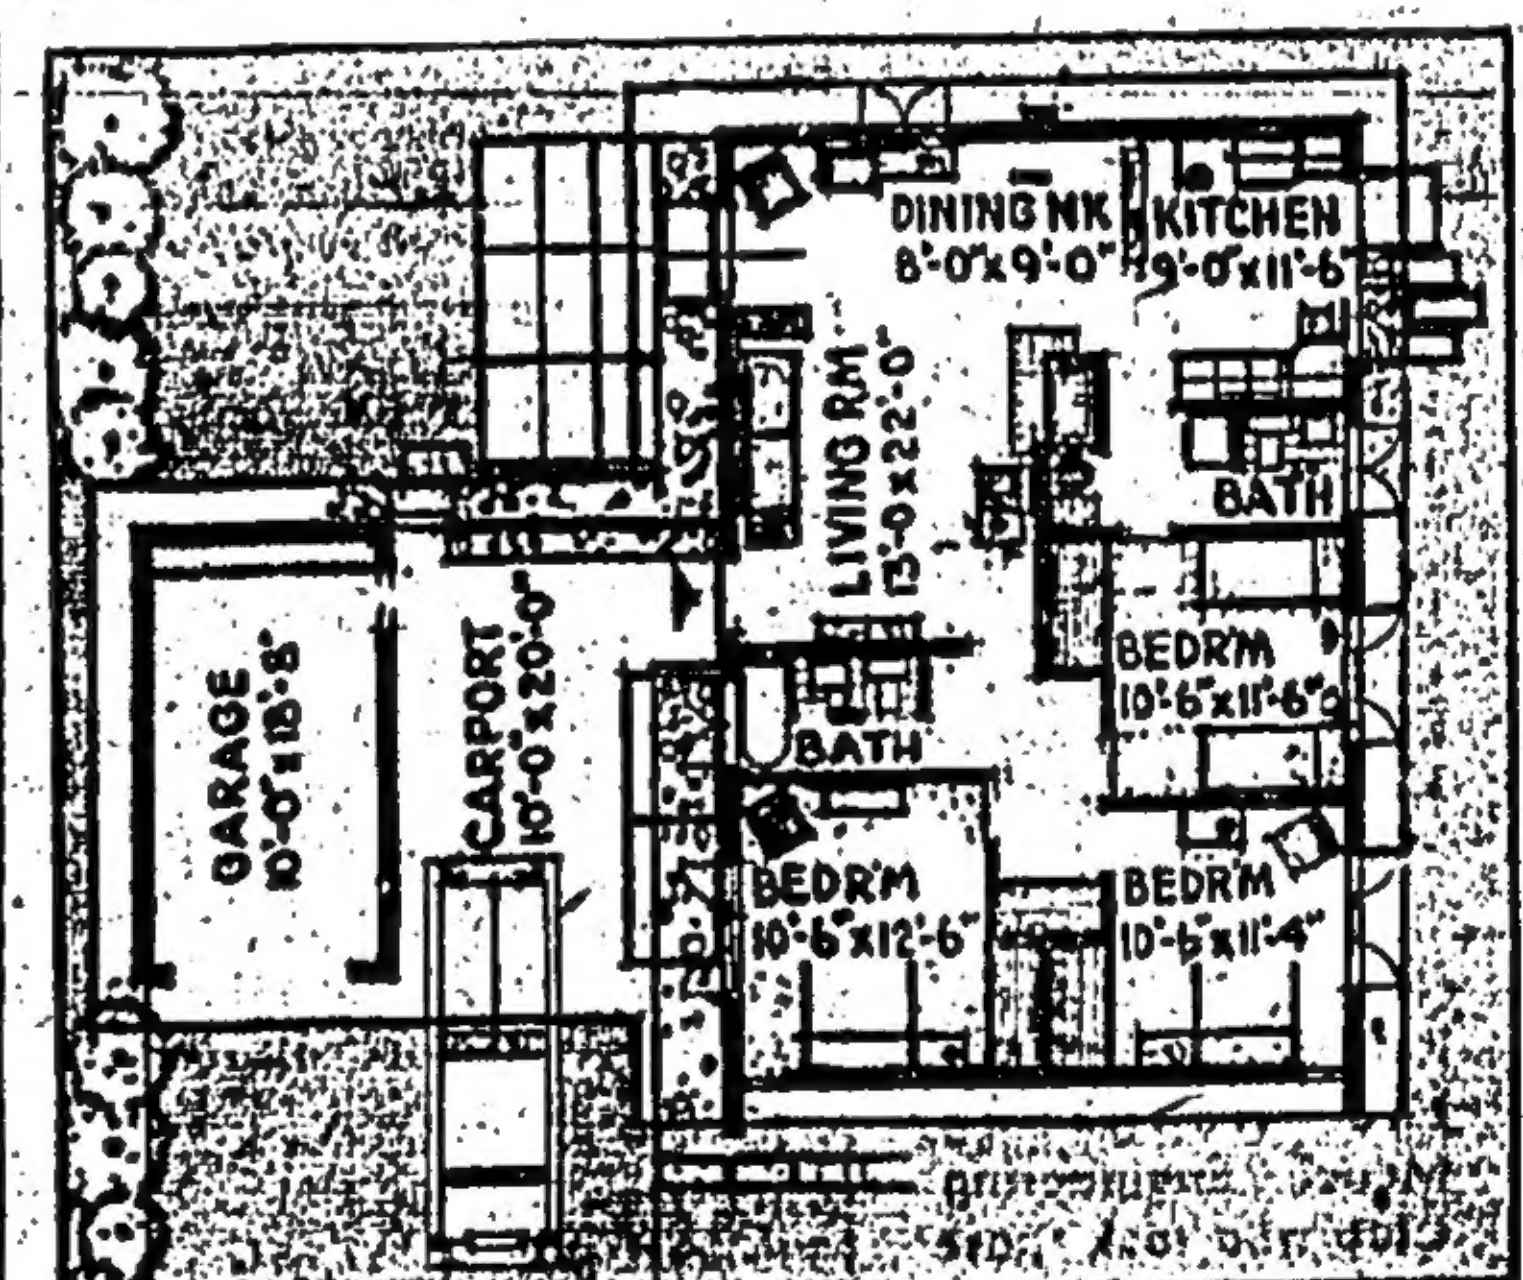 DINING NK
8'-0"x9'-0"
KITCHEN
9'-0"x11'-6"
LIVING RM
13'-0x22'-0"
BATH
BEDR'M
10'-6"x11'-6"
GARAGE
10'-0"x18'-8"
CARPORT
10'-0"x20'-0"
BATH
BEDR'M
10'-6"x12'-6"
BEDR'M
10'-6"x11'-4"